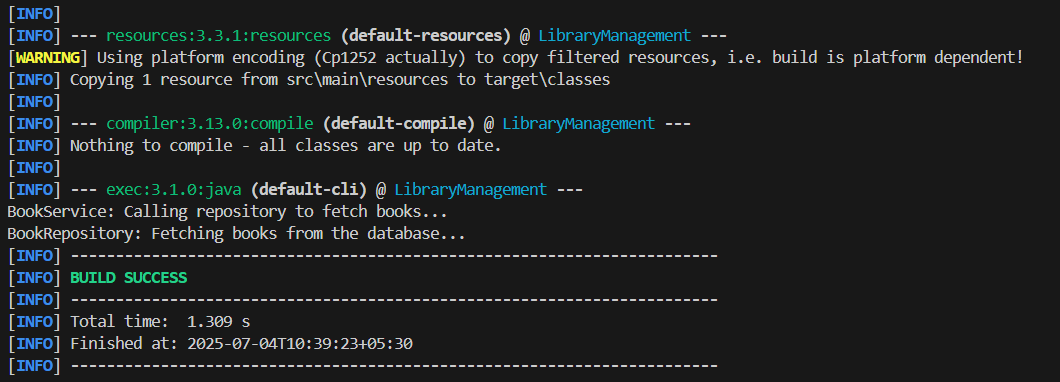 [INFO]
[INFO] --- resources:3.3.1:resources (default-resources) @ LibraryManagement ---
[WARNING] Using platform encoding (Cp1252 actually) to copy filtered resources, i.e. build is platform dependent!
[INFO] Copying 1 resource from src\main\resources to target\classes
[INFO]
[INFO] --- compiler:3.13.0:compile (default-compile) @ LibraryManagement ---
[INFO] Nothing to compile - all classes are up to date.
[INFO]
[INFO] --- exec:3.1.0:java (default-cli) @ LibraryManagement ---
BookService: Calling repository to fetch books...
BookRepository: Fetching books from the database...
[INFO] ------------------------------------------------------------------------
[INFO] BUILD SUCCESS
[INFO] ------------------------------------------------------------------------
[INFO] Total time:  1.309 s
[INFO] Finished at: 2025-07-04T10:39:23+05:30
[INFO] ------------------------------------------------------------------------